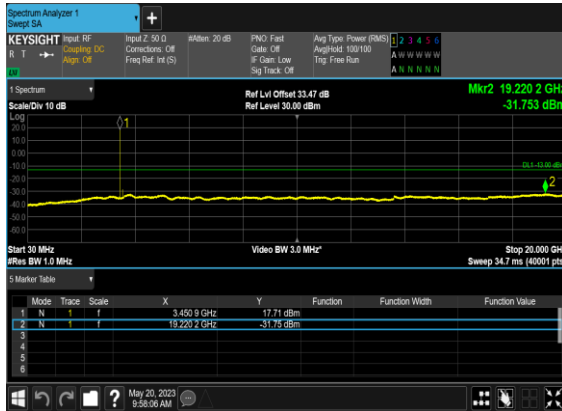 Spectrum Analyzer 1
Swept SA
+
KEYSIGHT Input: RF Input Z: 50 Ω #Atten: 20 dB PNO: Fast Avg Type: Power (RMS) 1 2 3 4 5 6
R T Coupling: DC Corrections: Off Gate: Off Avg|Hold: 100/100 A W W W W W
Align: Off Freq Ref: Int (S) IF Gain: Low Trig: Free Run
LXI Sig Track: Off A N N N N N
1 Spectrum Ref Lvl Offset 33.47 dB Mkr2 19.220 2 GHz
Scale/Div 10 dB Ref Level 30.00 dBm -31.753 dBm
Log
20.0
10.0
0.00
-10.0
-20.0
-30.0
-40.0
-50.0
-60.0
1
DL1 -13.00 dBm
2
Start 30 MHz Video BW 3.0 MHz* Stop 20.000 GHz
#Res BW 1.0 MHz Sweep 34.7 ms (40001 pts)
5 Marker Table
Mode Trace Scale X Y Function Function Width Function Value
1 N 1 f 3.450 9 GHz 17.71 dBm
2 N 1 f 19.220 2 GHz -31.75 dBm
3
4
5
6
? May 20, 2023
9:58:06 AM